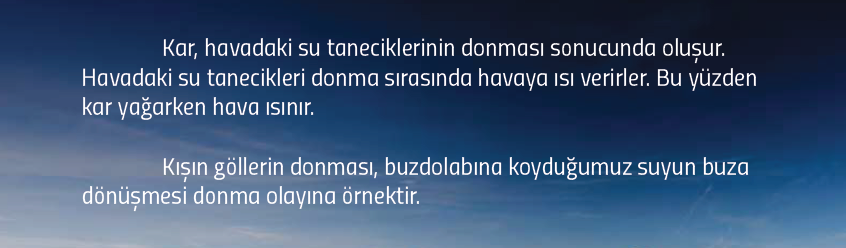 Kar, havadaki su taneciklerinin donması sonucunda oluşur.
Havadaki su tanecikleri donma sırasında havaya ısı verirler. Bu yüzden
kar yağarken hava ısınır.
Kışın göllerin donması, buzdolabına koyduğumuz suyun buza
dönüşmesi donma olayına örnektir.